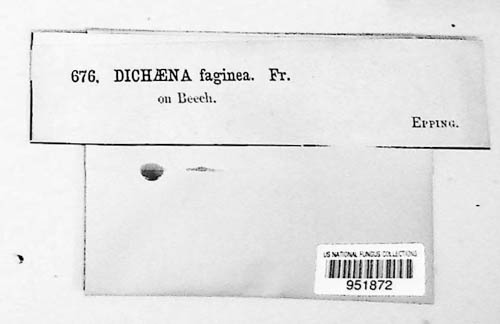 676. DICHÆNA faginea. Fr.
on Beech.
EPPING.
US NATIONAL FUNGUS COLLECTIONS
951872